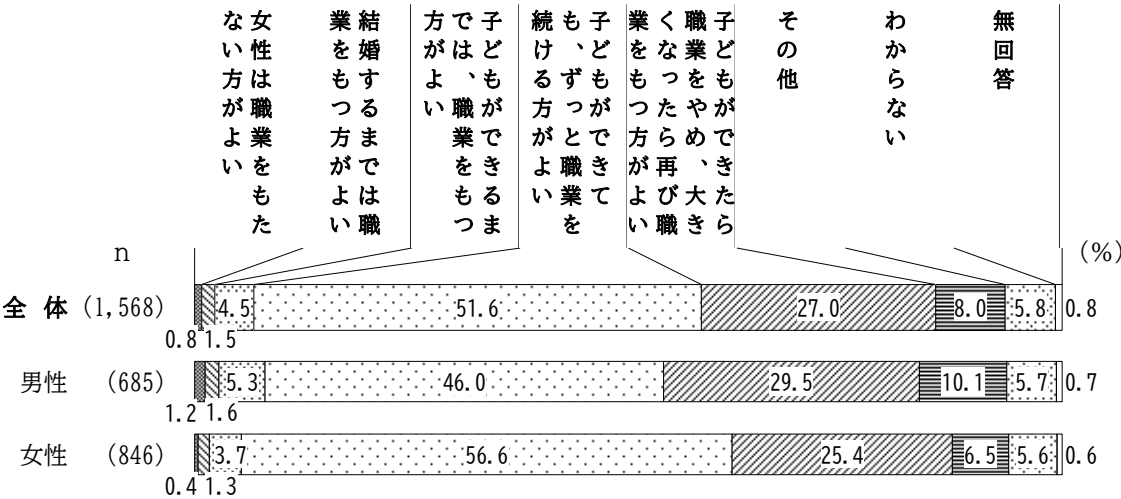 女性は職業をもた
ない方がよい
結婚するまでは職
業をもつ方がよい
子どもができるま
では、職業をもつ
方がよい
子どもができて
も、ずっと職業を
続ける方がよい
子どもができたら
職業をやめ、大き
くなったら再び職
業をもつ方がよい
その他
わからない
無回答
n
(%)
全 体 (1,568) 4.5 51.6 27.0 8.0 5.8 0.8
0.8 1.5
男性 (685) 5.3 46.0 29.5 10.1 5.7 0.7
1.2 1.6
女性 (846) 3.7 56.6 25.4 6.5 5.6 0.6
0.4 1.3